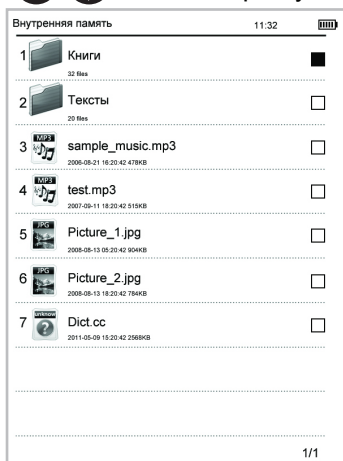 Внутренняя память 11:32
1 Книги
32 files
2 Тексты
20 files
3 MP3 sample_music.mp3
2006-08-21 16:20:42 478KB
4 MP3 test.mp3
2007-09-11 18:20:42 515KB
5 JPG Picture_1.jpg
2008-08-13 05:20:42 904KB
6 JPG Picture_2.jpg
2008-08-13 18:20:42 784KB
7 unknow Dict.cc
2011-05-09 15:20:42 2568KB
1/1